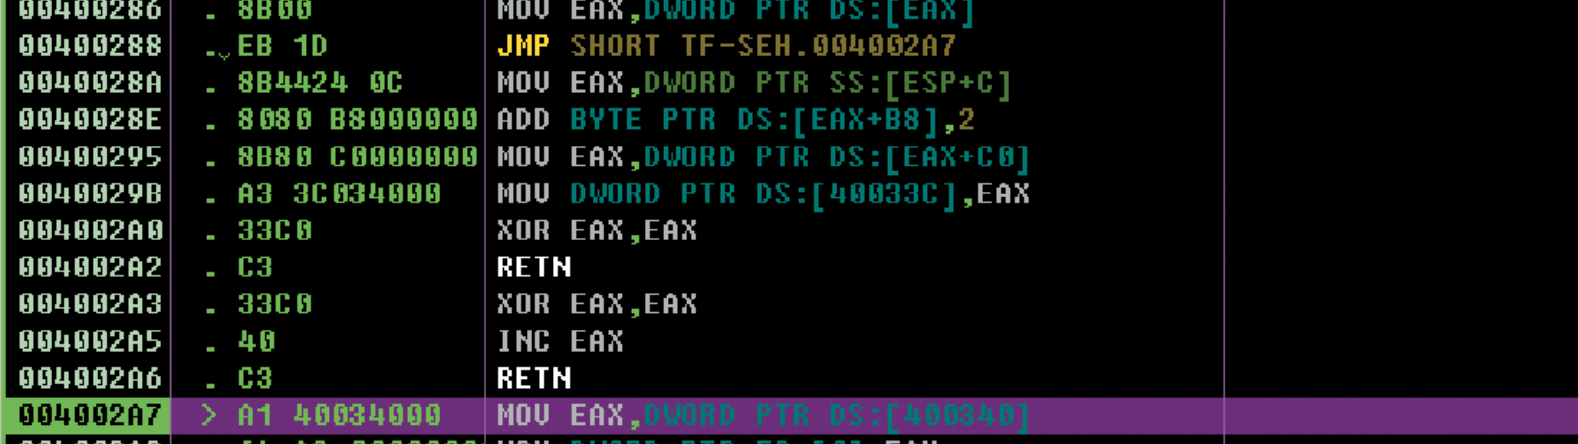 00400286 . 8B00 MOV EAX,DWORD PTR DS:[EAX]
00400288 .ˬ EB 1D JMP SHORT TF-SEH.004002A7
0040028A . 8B4424 0C MOV EAX,DWORD PTR SS:[ESP+C]
0040028E . 8080 B8000000 ADD BYTE PTR DS:[EAX+B8],2
00400295 . 8B80 C0000000 MOV EAX,DWORD PTR DS:[EAX+C0]
0040029B . A3 3C034000 MOV DWORD PTR DS:[40033C],EAX
004002A0 . 33C0 XOR EAX,EAX
004002A2 . C3 RETN
004002A3 . 33C0 XOR EAX,EAX
004002A5 . 40 INC EAX
004002A6 . C3 RETN
004002A7 > A1 40034000 MOV EAX,DWORD PTR DS:[400340]